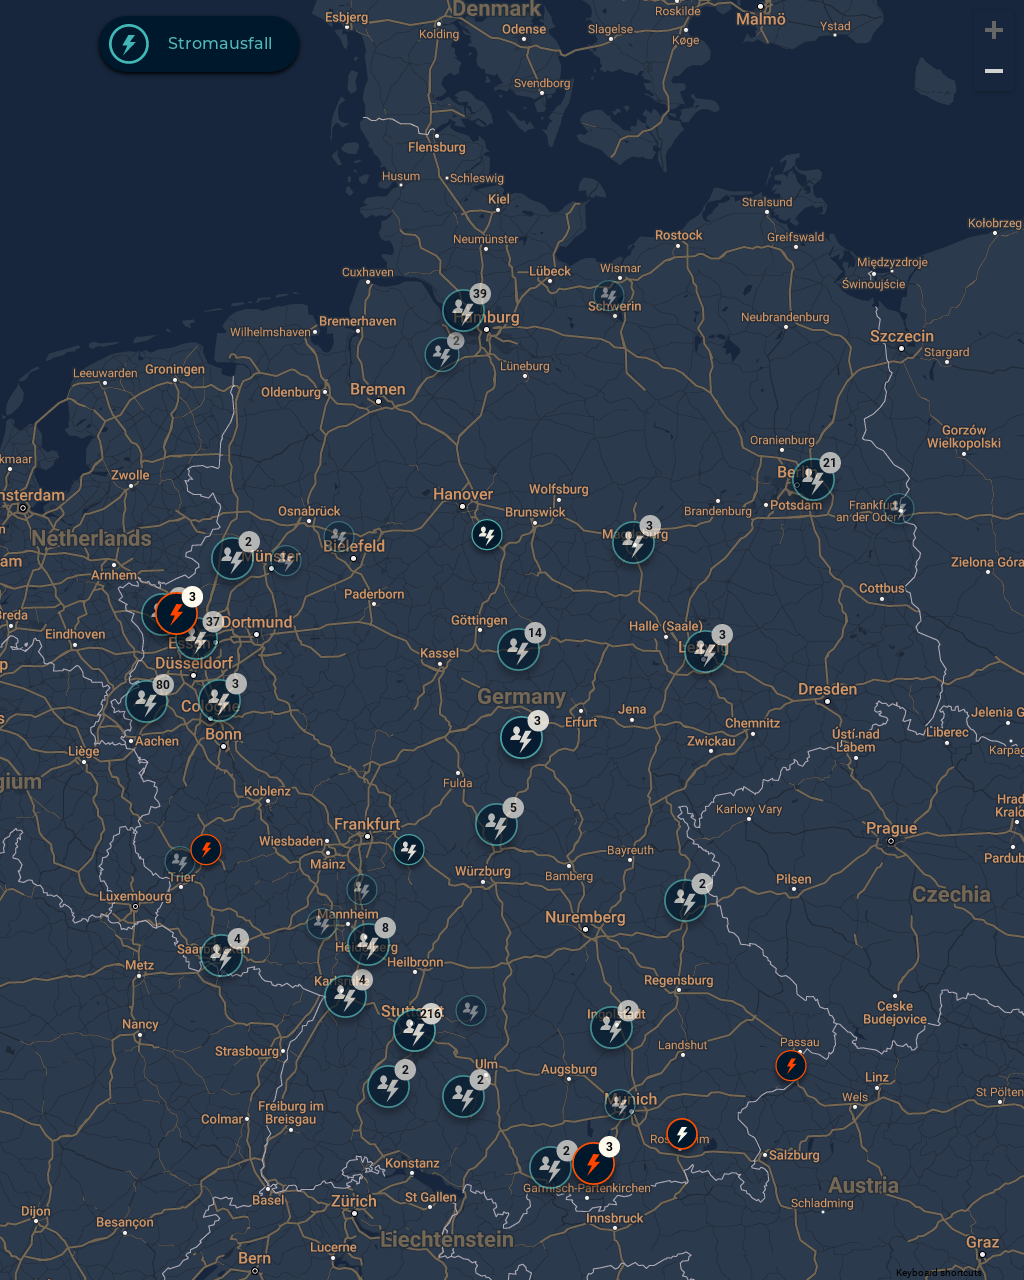 Denmark
Esbjerg
Kolding
Odense
Slagelse
Roskilde
Køge
Malmö
Ystad
Stromausfall
Svendborg
Flensburg
Husum
Schleswig
Kiel
Stralsund
Neumünster
Rostock
Greifswald
Kołobrzeg
Cuxhaven
Lübeck
Wismar
Międzyzdroje
Świnoujście
39
Schwerin
Wilhelmshaven
Bremerhaven
Hamburg
Neubrandenburg
2
Szczecin
Stargard
Leeuwarden
Groningen
Lüneburg
Oldenburg
Bremen
Gorzów
Wielkopolski
Oranienburg
kmaar
Zwolle
Berlin
21
nsterdam
Hanover
Wolfsburg
Osnabrück
Brunswick
Brandenburg
Potsdam
Frankfurt
an der Oder
Netherlands
2
Münster
Bielefeld
3
Magdeburg
am
Arnhem
Zielona Góra
Paderborn
Cottbus
3
Breda
Eindhoven
37
Dortmund
Essen
Göttingen
14
Halle (Saale)
3
Leipzig
Düsseldorf
Kassel
p
80
3
Cologne
Germany
Dresden
Bonn
Aachen
3
Erfurt
Jena
Chemnitz
Zwickau
Ústí nad
Labem
Liberec
Jelenia G
Karpac
Liège
gium
Koblenz
Fulda
5
Karlovy Vary
Hrad
Kralo
Frankfurt
Wiesbaden
Mainz
Prague
Bayreuth
Pardub
Trier
Würzburg
Bamberg
Pilsen
Luxembourg
2
Czechia
Mannheim
Nuremberg
8
4
Saarbrücken
Heidelberg
Heilbronn
Metz
4
Karlsruhe
Regensburg
Ceske
Budejovice
Nancy
Stuttgart
216
2
Ingolstadt
Strasbourg
Landshut
Passau
2
Ulm
2
Augsburg
Linz
Wels
St Pölten
Munich
Colmar
Freiburg im
Breisgau
Rosenheim
2
3
Salzburg
Konstanz
Garmisch-Partenkirchen
Austria
Basel
Zürich
St Gallen
Schladming
Dijon
Besançon
Innsbruck
Liechtenstein
Lucerne
Bern
Graz
Keyboard shortcuts